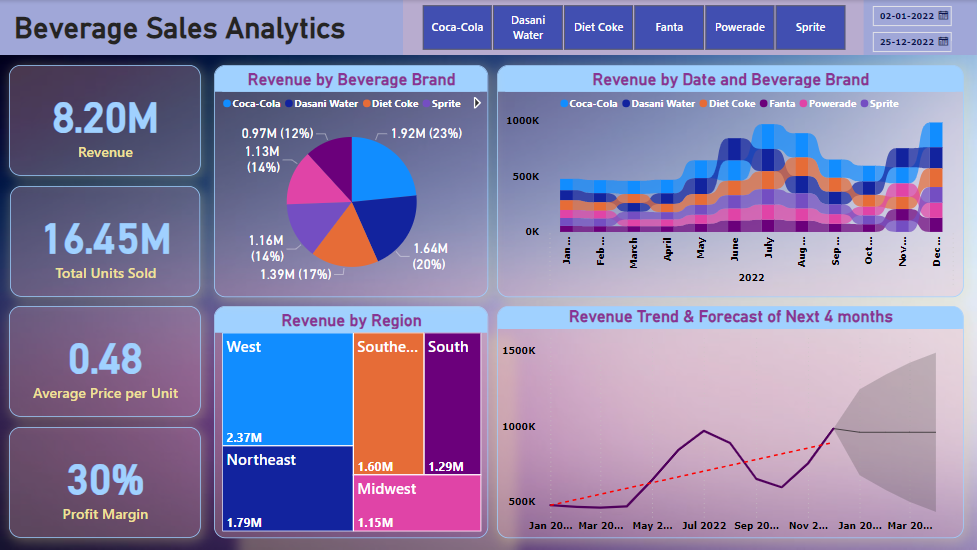 Beverage Sales Analytics
Coca-Cola
Dasani
Water
Diet Coke
Fanta
Powerade
Sprite
02-01-2022
25-12-2022
8.20M
Revenue
16.45M
Total Units Sold
0.48
Average Price per Unit
30%
Profit Margin
Revenue by Beverage Brand
Coca-Cola Dasani Water Diet Coke Sprite
0.97M (12%)
1.92M (23%)
1.13M
(14%)
1.16M
(14%)
1.64M
(20%)
1.39M (17%)
Revenue by Date and Beverage Brand
Coca-Cola Dasani Water Diet Coke Fanta Powerade Sprite
1000K
500K
0K
Janu...
Feb...
March
April
May
June
July
Aug...
Sep...
Oct...
Nov...
Dec...
2022
Revenue by Region
West
2.37M
Northeast
1.79M
Southe...
1.60M
South
1.29M
Midwest
1.15M
Revenue Trend & Forecast of Next 4 months
1500K
1000K
500K
Jan 20... Mar 20... May 2... Jul 2022 Sep 20... Nov 2... Jan 20... Mar 20...